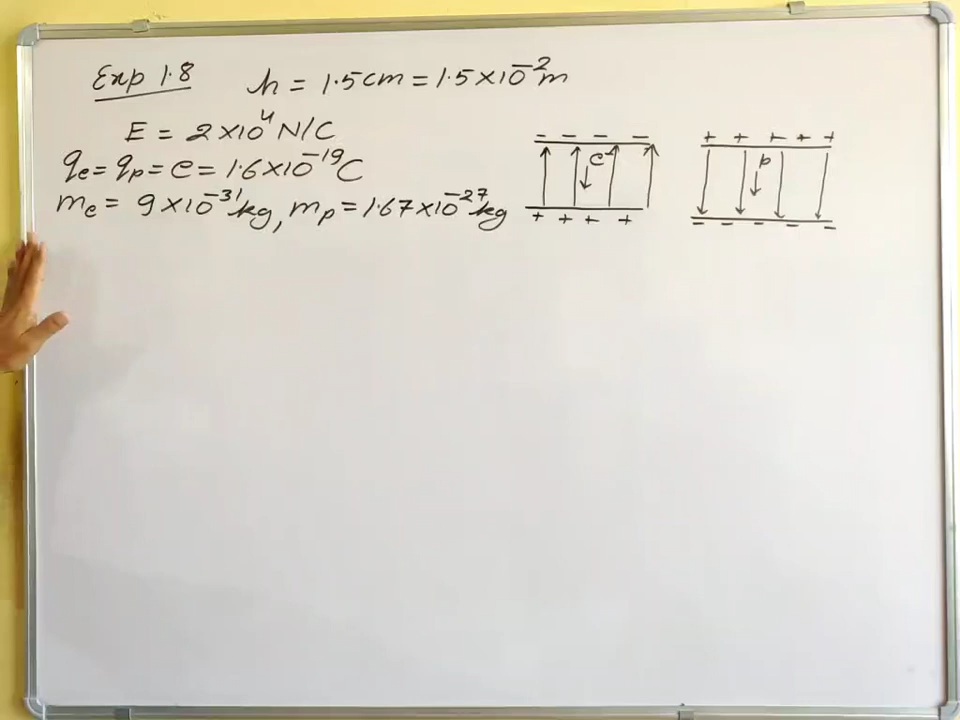 Exp 1.8 h = 1.5cm = 1.5×10⁻²m
E = 2×10⁴ N/C
qₑ = qₚ = e = 1.6×10⁻¹⁹C
mₑ = 9×10⁻³¹kg, mₚ = 1.67×10⁻²⁷kg
- - - -
e⁻
+ + + +
+ + + + +
p
- - - - -